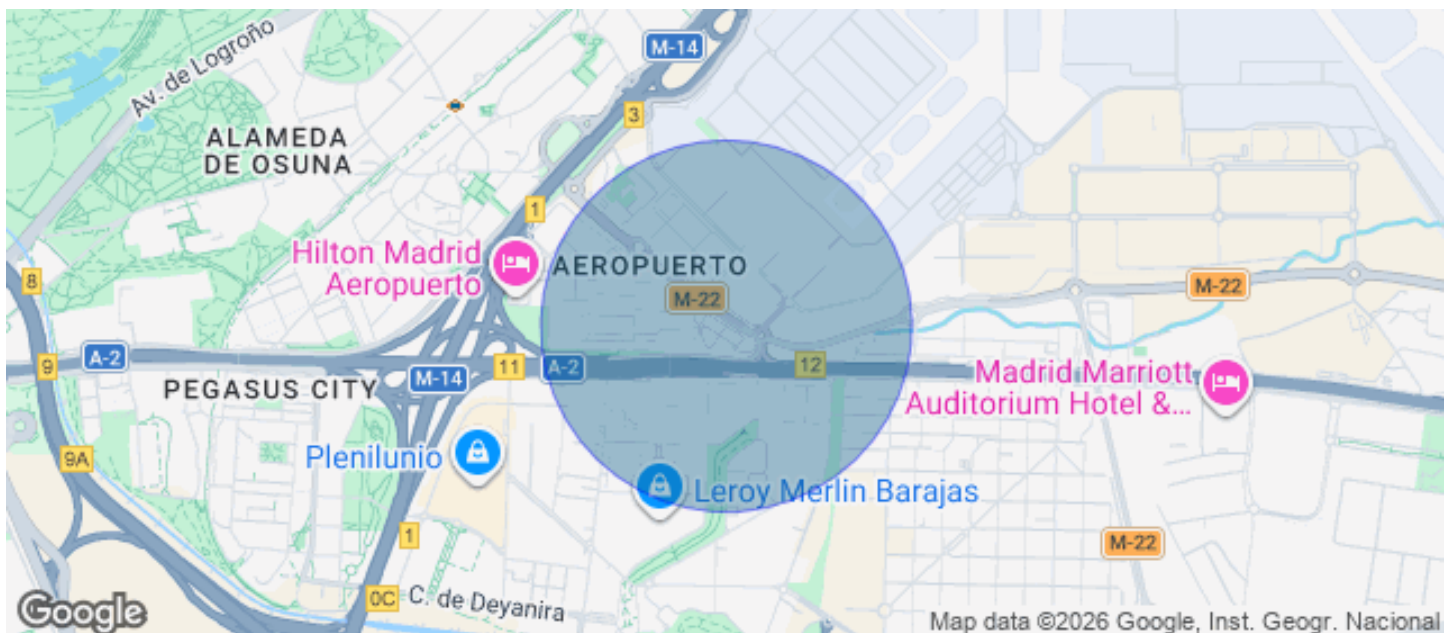 M-14
Av. de Logroño
3
ALAMEDA
DE OSUNA
1
Hilton Madrid
Aeropuerto
AEROPUERTO
M-22
M-22
8
9
A-2
11
A-2
12
M-14
PEGASUS CITY
Madrid Marriott
Auditorium Hotel &...
Plenilunio
9A
Leroy Merlin Barajas
1
M-22
0C
C. de Deyanira
Google
Map data ©2026 Google, Inst. Geogr. Nacional